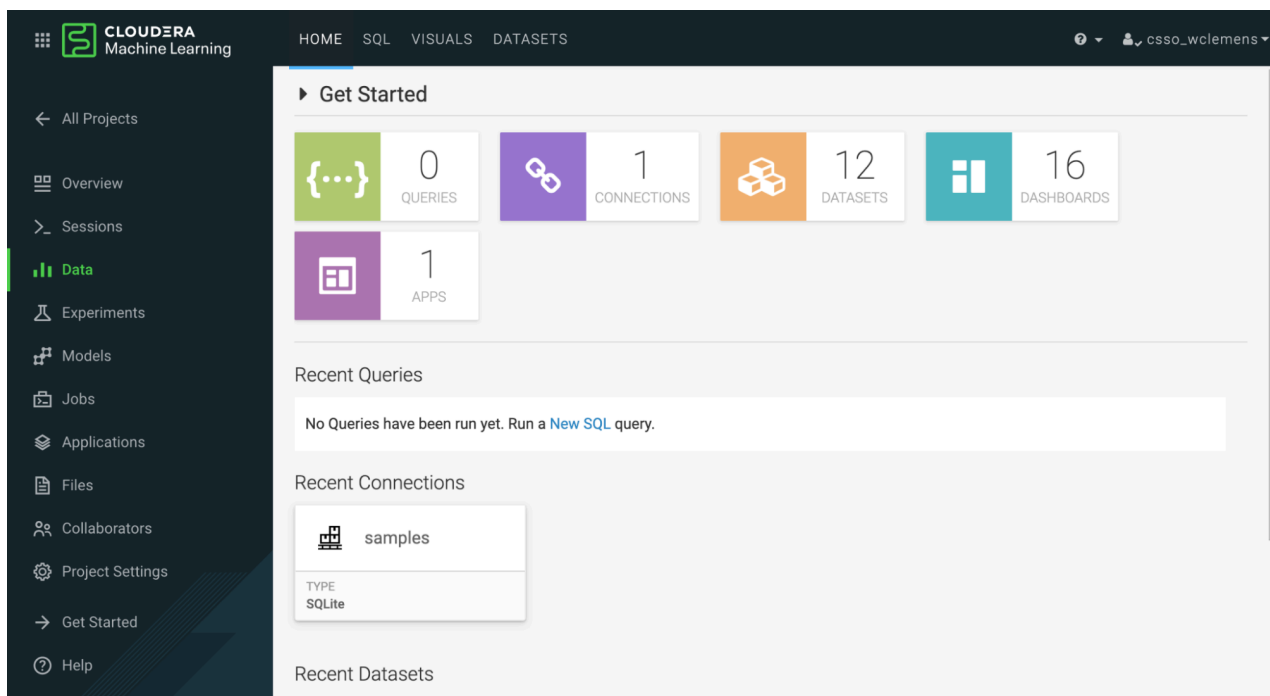 CLOUDERA
Machine Learning
HOME SQL VISUALS DATASETS
csso_wclemens
All Projects
Overview
Sessions
Data
Experiments
Models
Jobs
Applications
Files
Collaborators
Project Settings
Get Started
Help
Get Started
{...} 0
QUERIES
1
CONNECTIONS
12
DATASETS
16
DASHBOARDS
1
APPS
Recent Queries
No Queries have been run yet. Run a New SQL query.
Recent Connections
samples
TYPE
SQLite
Recent Datasets